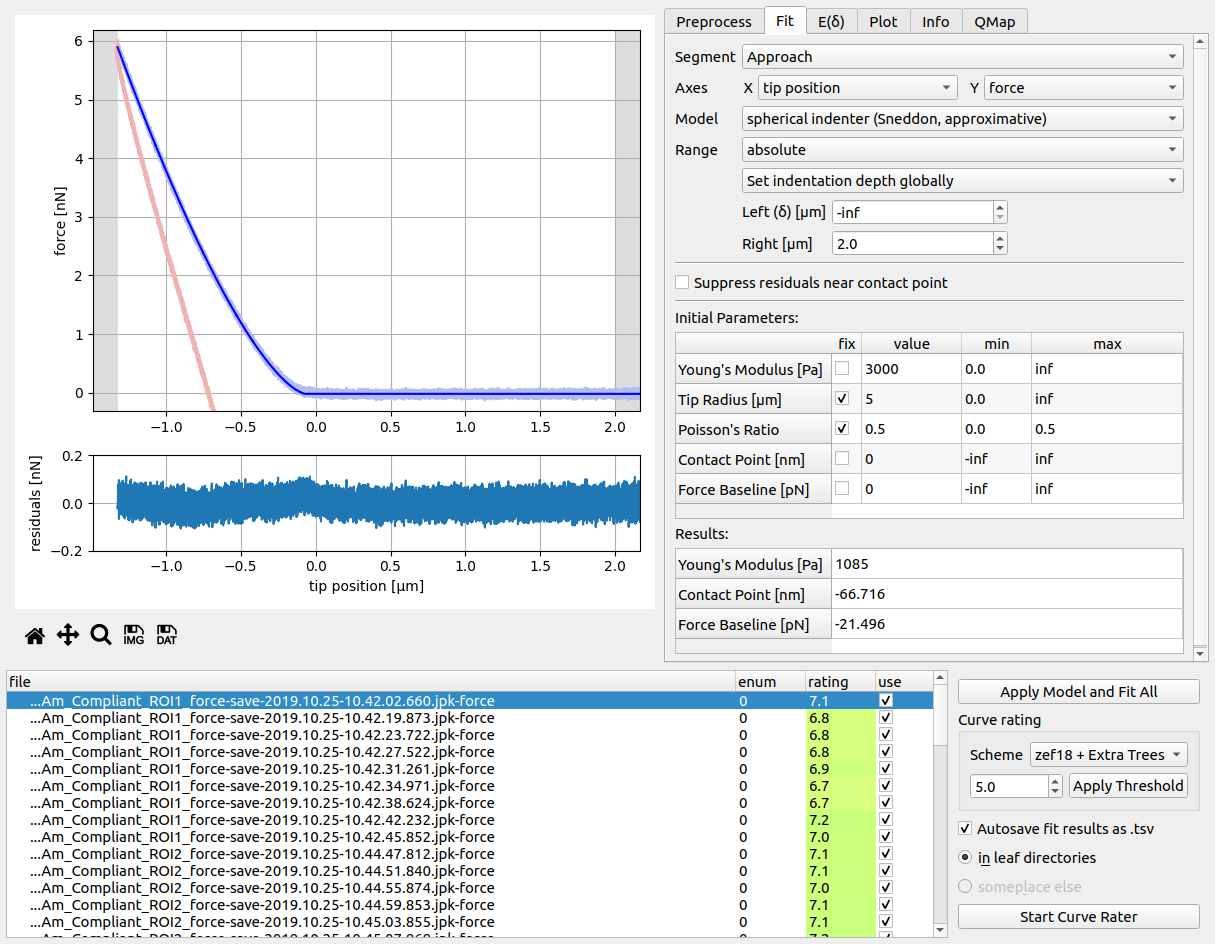 6
5
4
3
2
1
0
force [nN]
−1.0 −0.5 0.0 0.5 1.0 1.5 2.0
0.2
0.0
−0.2
residuals [nN]
−1.0 −0.5 0.0 0.5 1.0 1.5 2.0
tip position [µm]
IMG DAT
Preprocess Fit E(δ) Plot Info QMap
Segment Approach
Axes X tip position Y force
Model spherical indenter (Sneddon, approximative)
Range absolute
Set indentation depth globally
Left (δ) [µm] -inf
Right [µm] 2.0
Suppress residuals near contact point
Initial Parameters:
fix value min max
Young's Modulus [Pa] 3000 0.0 inf
Tip Radius [µm] 5 0.0 inf
Poisson's Ratio 0.5 0.0 0.5
Contact Point [nm] 0 -inf inf
Force Baseline [pN] 0 -inf inf
Results:
Young's Modulus [Pa] 1085
Contact Point [nm] -66.716
Force Baseline [pN] -21.496
file enum rating use
...Am_Compliant_ROI1_force-save-2019.10.25-10.42.02.660.jpk-force 0 7.1
...Am_Compliant_ROI1_force-save-2019.10.25-10.42.19.873.jpk-force 0 6.8
...Am_Compliant_ROI1_force-save-2019.10.25-10.42.23.722.jpk-force 0 6.8
...Am_Compliant_ROI1_force-save-2019.10.25-10.42.27.522.jpk-force 0 6.8
...Am_Compliant_ROI1_force-save-2019.10.25-10.42.31.261.jpk-force 0 6.9
...Am_Compliant_ROI1_force-save-2019.10.25-10.42.34.971.jpk-force 0 6.7
...Am_Compliant_ROI1_force-save-2019.10.25-10.42.38.624.jpk-force 0 6.7
...Am_Compliant_ROI1_force-save-2019.10.25-10.42.42.232.jpk-force 0 7.2
...Am_Compliant_ROI1_force-save-2019.10.25-10.42.45.852.jpk-force 0 7.0
...Am_Compliant_ROI2_force-save-2019.10.25-10.44.47.812.jpk-force 0 7.1
...Am_Compliant_ROI2_force-save-2019.10.25-10.44.51.840.jpk-force 0 7.1
...Am_Compliant_ROI2_force-save-2019.10.25-10.44.55.874.jpk-force 0 7.0
...Am_Compliant_ROI2_force-save-2019.10.25-10.44.59.853.jpk-force 0 7.1
...Am_Compliant_ROI2_force-save-2019.10.25-10.45.03.855.jpk-force 0 7.1
Apply Model and Fit All
Curve rating
Scheme zef18 + Extra Trees
5.0 Apply Threshold
Autosave fit results as .tsv
in leaf directories
someplace else
Start Curve Rater